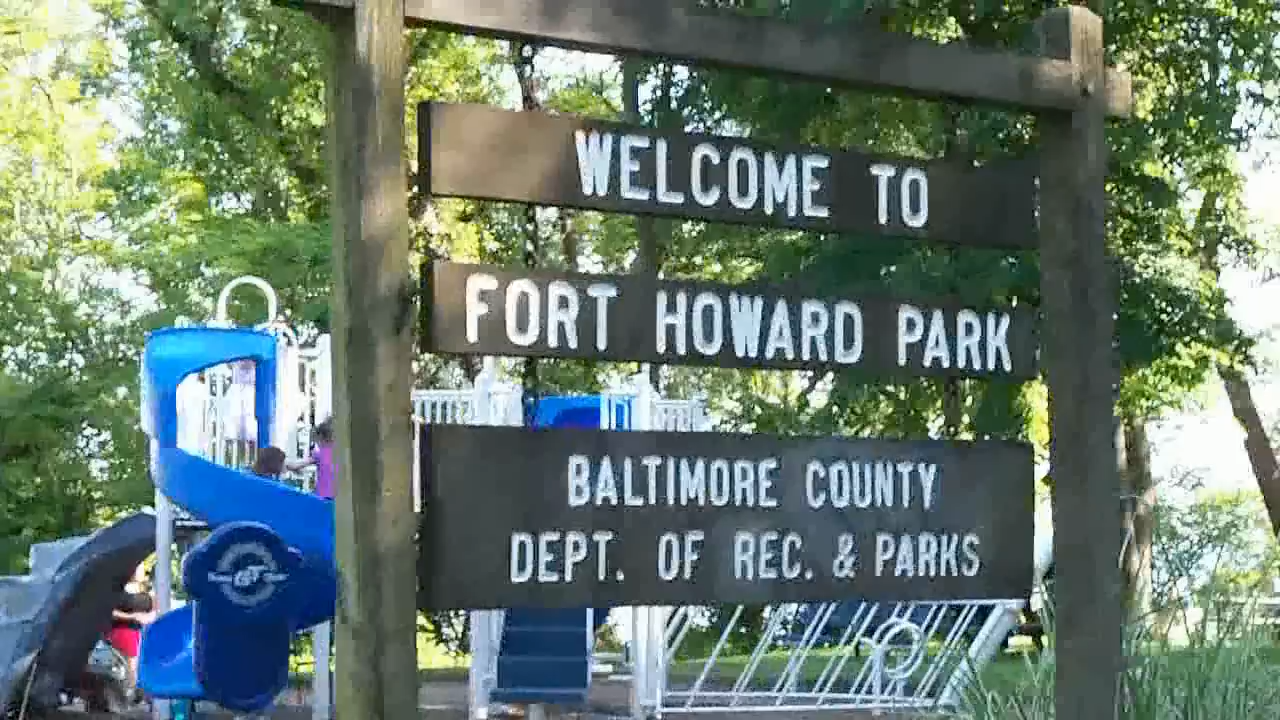 WELCOME TO
FORT HOWARD PARK
BALTIMORE COUNTY
DEPT. OF REC. & PARKS